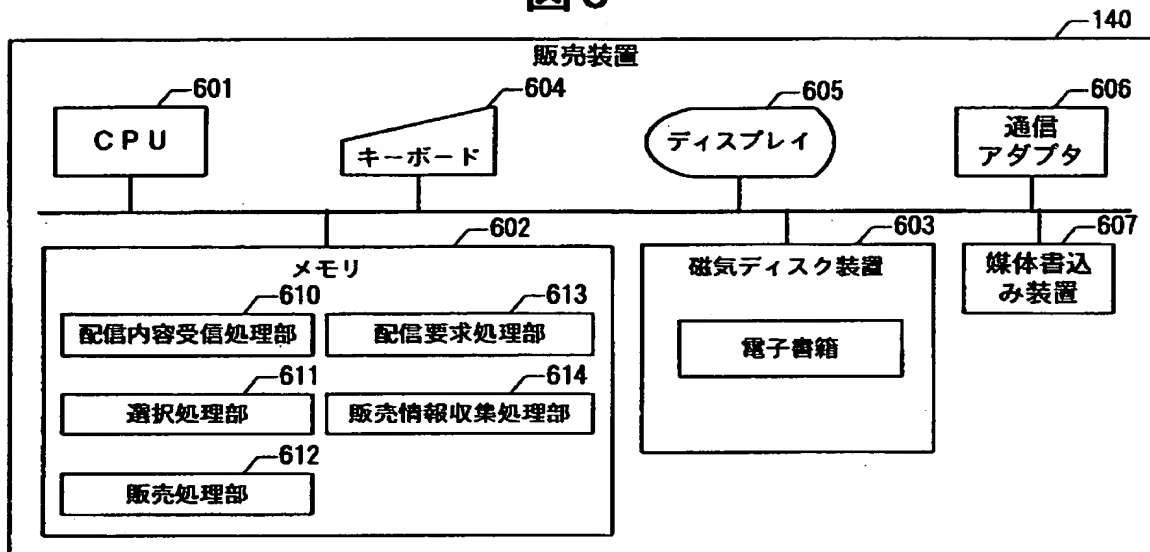 140
販売装置
601
CPU
604
キーボード
605
ディスプレイ
606
通信
アダプタ
602
メモリ
610
配信内容受信処理部
613
配信要求処理部
611
選択処理部
614
販売情報収集処理部
612
販売処理部
603
磁気ディスク装置
電子書籍
607
媒体書込
み装置